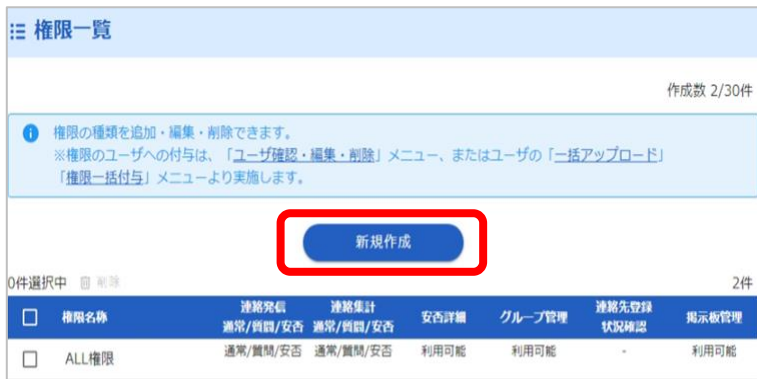 権限一覧
作成数 2/30件
権限の種類を追加・編集・削除できます。
※権限のユーザへの付与は、「ユーザ確認・編集・削除」メニュー、またはユーザの「一括アップロード」
「権限一括付与」メニューより実施します。
新規作成
0件選択中 削除 2件
権限名称 連絡発信 通常/質問/安否 連絡集計 通常/質問/安否 安否詳細 グループ管理 連絡先登録 状況確認 掲示板管理
ALL権限 通常/質問/安否 通常/質問/安否 利用可能 利用可能 - 利用可能